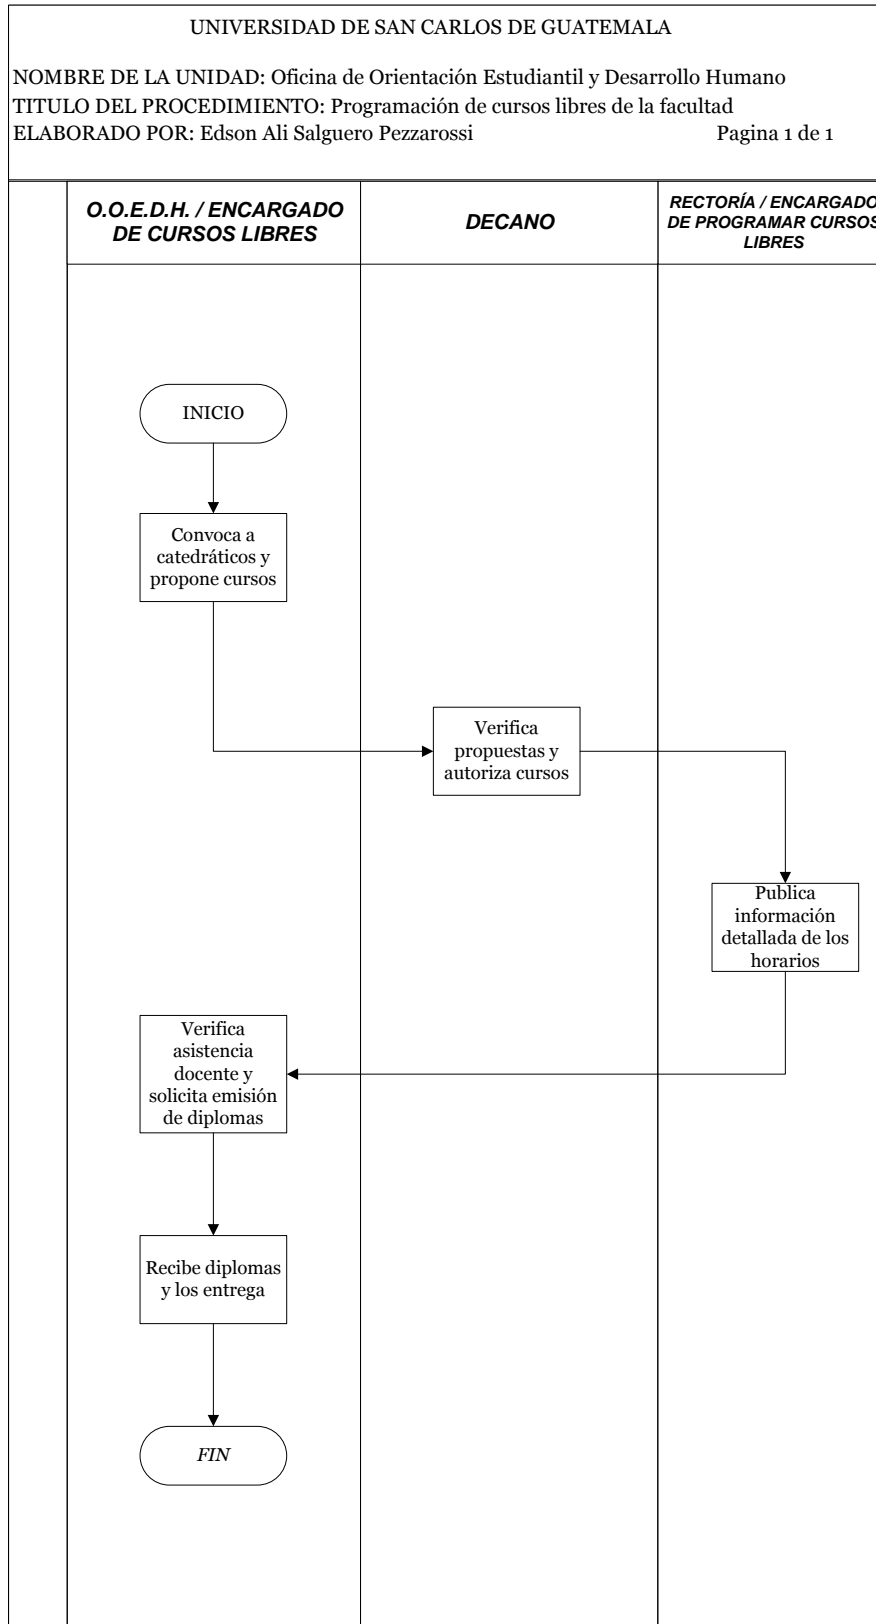 UNIVERSIDAD DE SAN CARLOS DE GUATEMALA
NOMBRE DE LA UNIDAD: Oficina de Orientación Estudiantil y Desarrollo Humano
TITULO DEL PROCEDIMIENTO: Programación de cursos libres de la facultad
ELABORADO POR: Edson Ali Salguero Pezzarossi Pagina 1 de 1
O.O.E.D.H. / ENCARGADO
DE CURSOS LIBRES
DECANO
RECTORÍA / ENCARGADO
DE PROGRAMAR CURSOS
LIBRES
INICIO
Convoca a
catedráticos y
propone cursos
Verifica
propuestas y
autoriza cursos
Publica
información
detallada de los
horarios
Verifica
asistencia
docente y
solicita emisión
de diplomas
Recibe diplomas
y los entrega
FIN